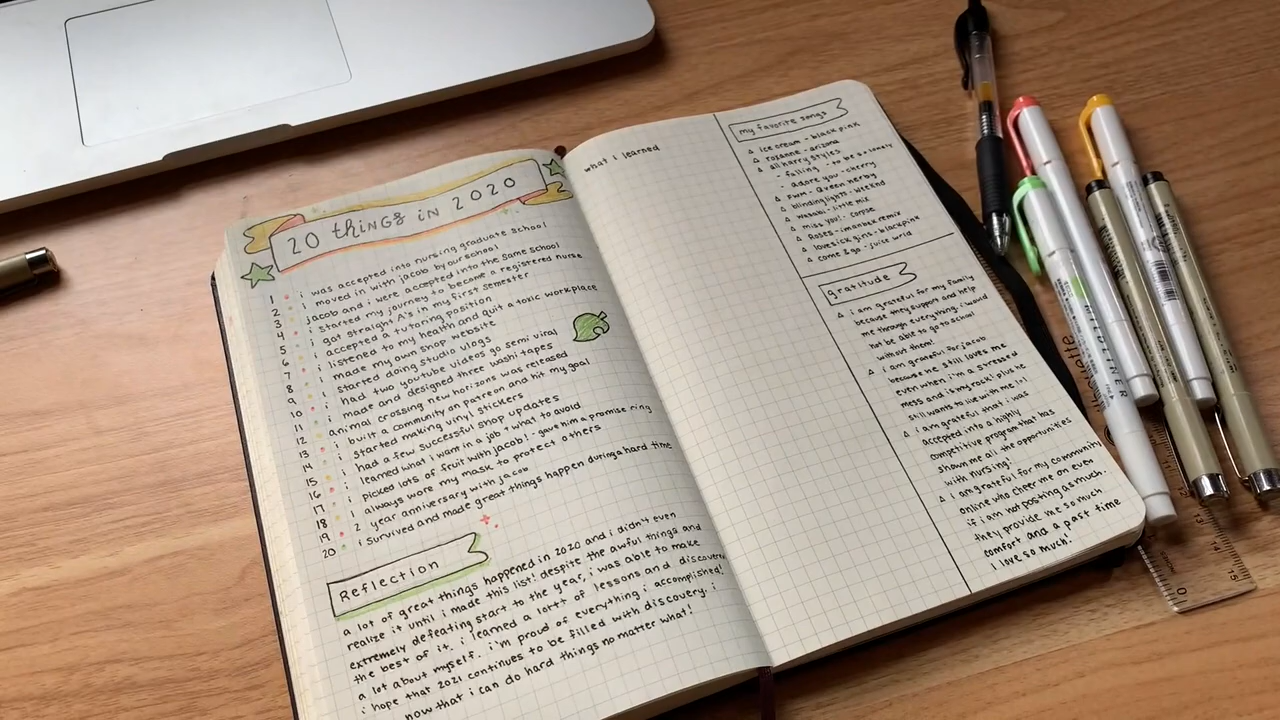 20 things in 2020
1 i was accepted into nursing graduate school
2 i moved in with jacob by our school
3 jacob and i were accepted into the same school
4 i started my journey to become a registered nurse
5 i got straight A's in my first semester
6 i accepted a tutoring position
7 i listened to my health and quit a toxic workplace
8 i made my own shop website
9 i started doing studio vlogs
10 i had two youtube videos go semi viral
11 i made and designed three washi tapes
12 animal crossing new horizons was released
13 i built a community on patreon and hit my goal
14 i started making vinyl stickers
15 i had a few successful shop updates
16 i learned what i want in a job + what to avoid
17 i picked lots of fruit with jacob! - gave him a promise ring
18 i always wore my mask to protect others
19 2 year anniversary with jacob
20 i survived and made great things happen during a hard time
Reflection
a lot of great things happened in 2020 and i didn't even
realize it until i made this list! despite the awful things and
extremely defeating start to the year, i was able to make
the best of it. i learned a lott of lessons and discovered
a lot about myself. i'm proud of everything i accomplished!
i hope that 2021 continues to be filled with discovery. i
now that i can do hard things no matter what!
what i learned
my favorite songs
ice cream - blackpink
roxanne - arizona
all harry styles
- falling - to be so lonely
- adore you - cherry
FWM - Queen herby
blinding lights - Weekend
Wasabi - little mix
miss you! - corpse
Roses - imanbek remix
lovesick girls - blackpink
come & go - juice wrld
gratitude
i am grateful for my family
because they support and help
me through everything. i would
not be able to go to school
without them!
i am grateful for jacob
because he still loves me
even when i'm a stressed
mess and is my rock! plus he
still wants to live with me lol
i am grateful that i was
accepted into a highly
competitive program that has
shown me all the opportunities
with nursing!
i am grateful for my community
online who cheer me on even
if i am not posting as much.
they provide me so much
comfort and a past time
i love so much!
MILDLINER